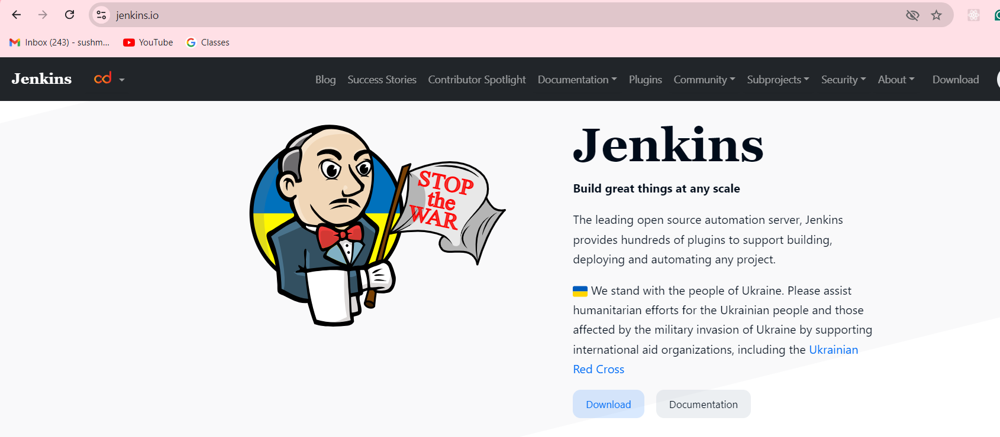 jenkins.io
Inbox (243) - sushm...
YouTube
Classes
Jenkins
cd
Blog
Success Stories
Contributor Spotlight
Documentation
Plugins
Community
Subprojects
Security
About
Download
STOP
the
WAR
Jenkins
Build great things at any scale
The leading open source automation server, Jenkins
provides hundreds of plugins to support building,
deploying and automating any project.
We stand with the people of Ukraine. Please assist
humanitarian efforts for the Ukrainian people and those
affected by the military invasion of Ukraine by supporting
international aid organizations, including the Ukrainian
Red Cross
Download
Documentation